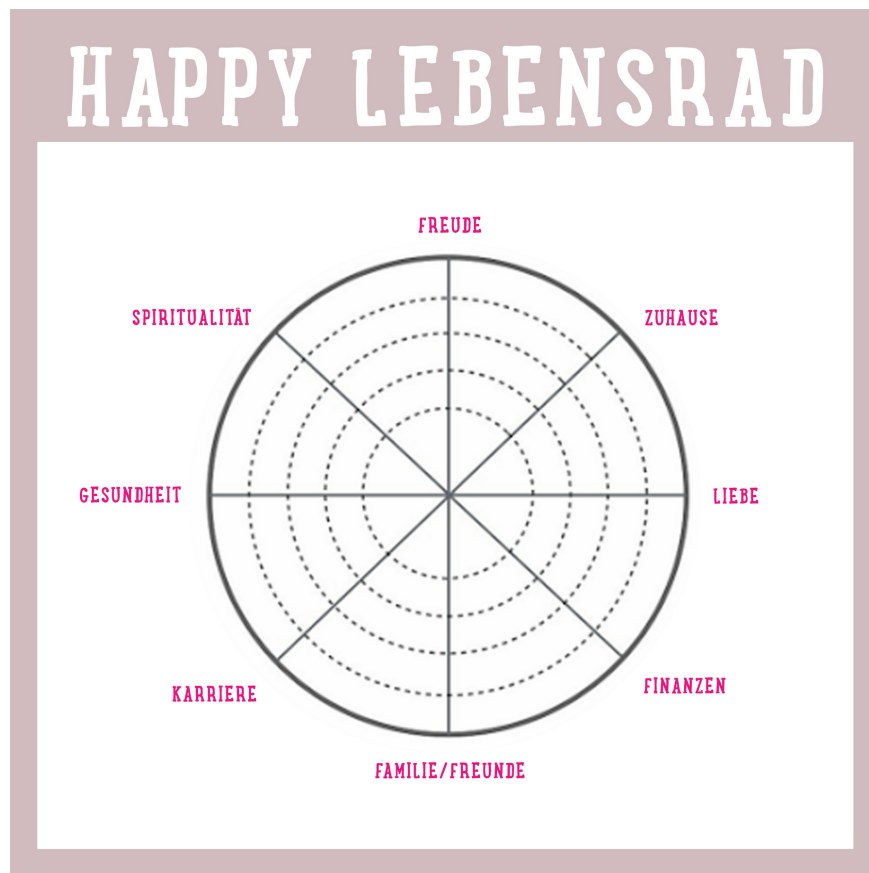 HAPPY LEBENSRAD
FREUDE
SPIRITUALITÄT
ZUHAUSE
GESUNDHEIT
LIEBE
KARRIERE
FINANZEN
FAMILIE/FREUNDE